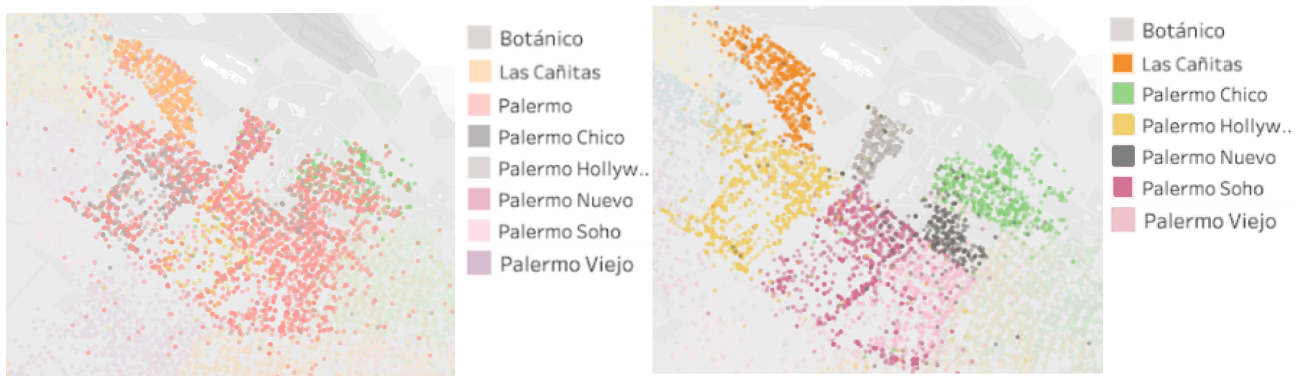 Botánico
Las Cañitas
Palermo
Palermo Chico
Palermo Hollyw..
Palermo Nuevo
Palermo Soho
Palermo Viejo
Botánico
Las Cañitas
Palermo Chico
Palermo Hollyw..
Palermo Nuevo
Palermo Soho
Palermo Viejo